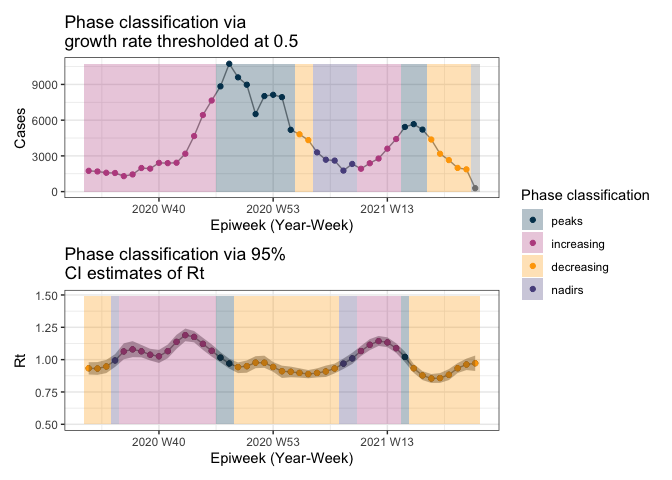 Phase classification via
growth rate thresholded at 0.5
Cases
9000
6000
3000
0
2020 W40
2020 W53
2021 W13
Epiweek (Year-Week)
Phase classification via 95%
CI estimates of Rt
Rt
1.50
1.25
1.00
0.75
0.50
2020 W40
2020 W53
2021 W13
Epiweek (Year-Week)
Phase classification
peaks
increasing
decreasing
nadirs